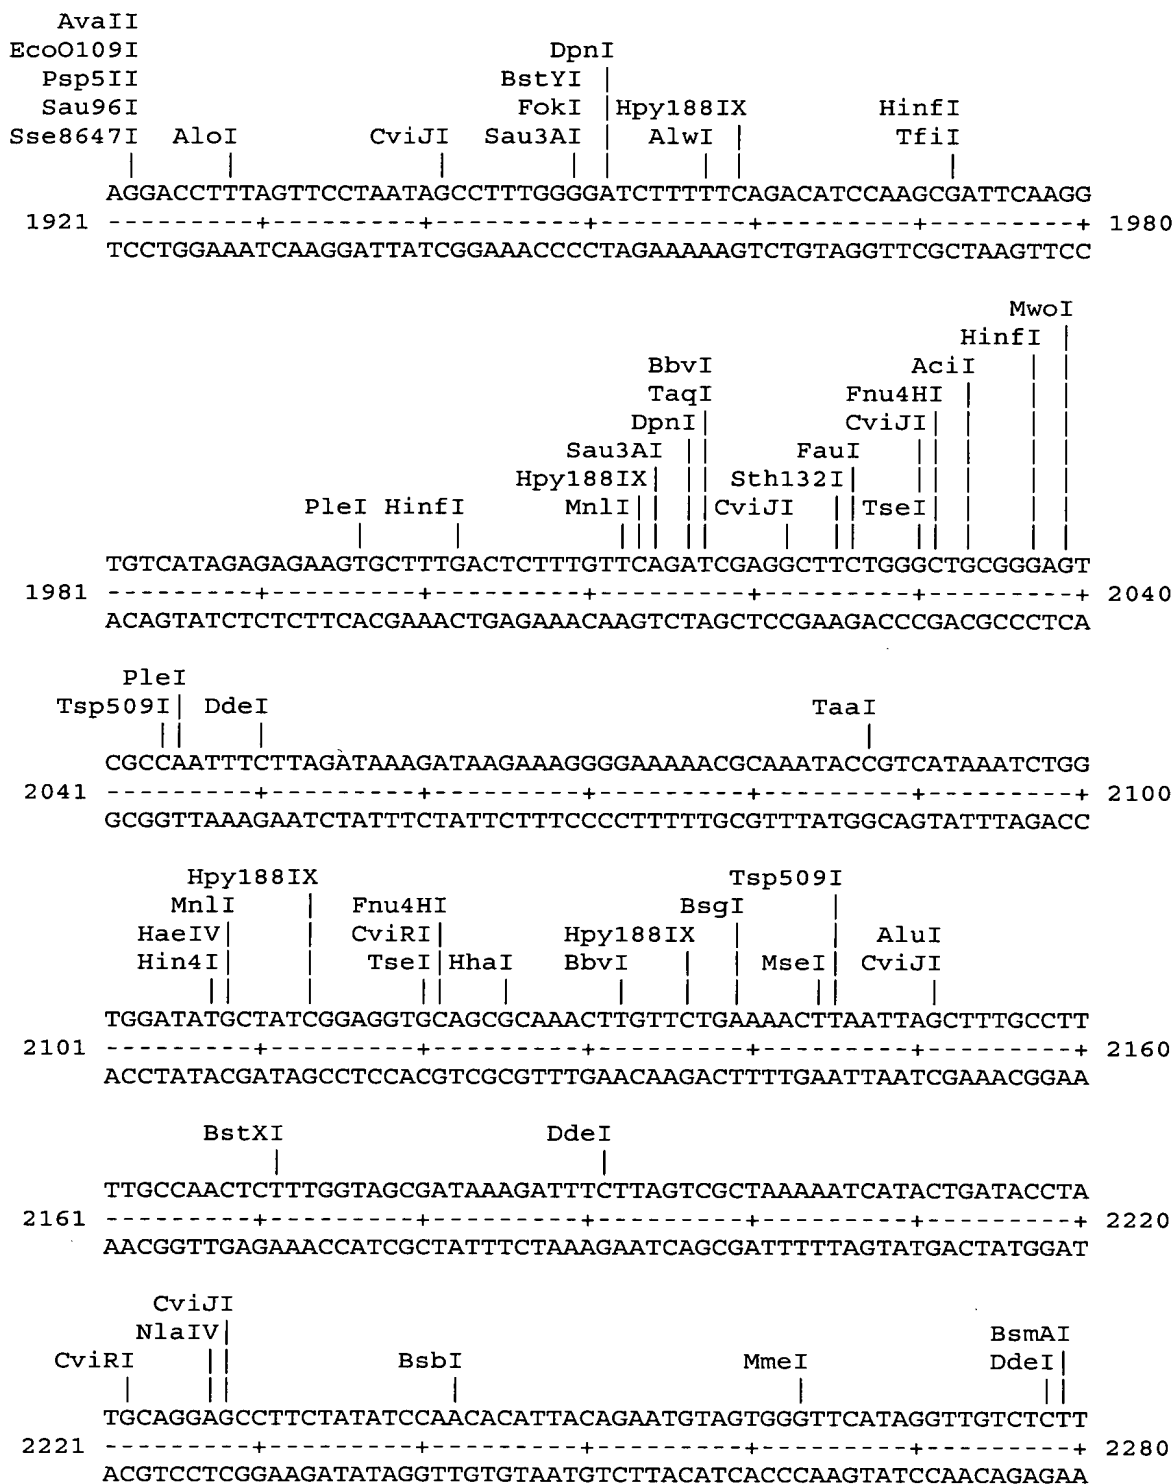 AvaII
EcoO109I DpnI
Psp5II BstYI |
Sau96I FokI |Hpy188IX HinfI
Sse8647I AloI CviJI Sau3AI | AlwI | TfiI
| | | | | | | |
AGGACCTTTAGTTCCTAATAGCCTTTGGGGATCTTTTTCAGACATCCAAGCGATTCAAGG
1921 ---------+---------+---------+---------+---------+---------+ 1980
TCCTGGAAATCAAGGATTATCGGAAACCCCTAGAAAAAGTCTGTAGGTTCGCTAAGTTCC
MwoI
HinfI |
BbvI AciI | |
TaqI Fnu4HI | | |
DpnI| CviJI| | | |
Sau3AI || FauI || | | |
Hpy188IX| || Sth132I| || | | |
PleI HinfI MnlI|| || CviJI || TseI| | | |
| | ||| || | || || | | |
TGTCATAGAGAGAAGTGCTTTGACTCTTTGTTCAGATCGAGGCTTCTGGGCTGCGGGAGT
1981 ---------+---------+---------+---------+---------+---------+ 2040
ACAGTATCTCTCTTCACGAAACTGAGAAACAAGTCTAGCTCCGAAGACCCGACGCCCTCA
PleI
Tsp509I| DdeI TaaI
|| | |
CGCCAATTTCTTAGATAAAGATAAGAAAGGGGAAAAACGCAAATACCGTCATAAATCTGG
2041 ---------+---------+---------+---------+---------+---------+ 2100
GCGGTTAAAGAATCTATTTCTATTCTTTCCCCTTTTTGCGTTTATGGCAGTATTTAGACC
Hpy188IX Tsp509I
MnlI | Fnu4HI BsgI |
HaeIV| | CviRI| Hpy188IX | | AluI
Hin4I| | TseI|HhaI BbvI | | MseI| CviJI
|| | || | | | | || |
TGGATATGCTATCGGAGGTGCAGCGCAAACTTGTTCTGAAAACTTAATTAGCTTTGCCTT
2101 ---------+---------+---------+---------+---------+---------+ 2160
ACCTATACGATAGCCTCCACGTCGCGTTTGAACAAGACTTTTGAATTAATCGAAACGGAA
BstXI DdeI
| |
TTGCCAACTCTTTGGTAGCGATAAAGATTTCTTAGTCGCTAAAAATCATACTGATACCTA
2161 ---------+---------+---------+---------+---------+---------+ 2220
AACGGTTGAGAAACCATCGCTATTTCTAAAGAATCAGCGATTTTTAGTATGACTATGGAT
CviJI
NlaIV| BsmAI
CviRI || BsbI MmeI DdeI|
| || | | ||
TGCAGGAGCCTTCTATATCCAACACATTACAGAATGTAGTGGGTTCATAGGTTGTCTCTT
2221 ---------+---------+---------+---------+---------+---------+ 2280
ACGTCCTCGGAAGATATAGGTTGTGTAATGTCTTACATCACCCAAGTATCCAACAGAGAA